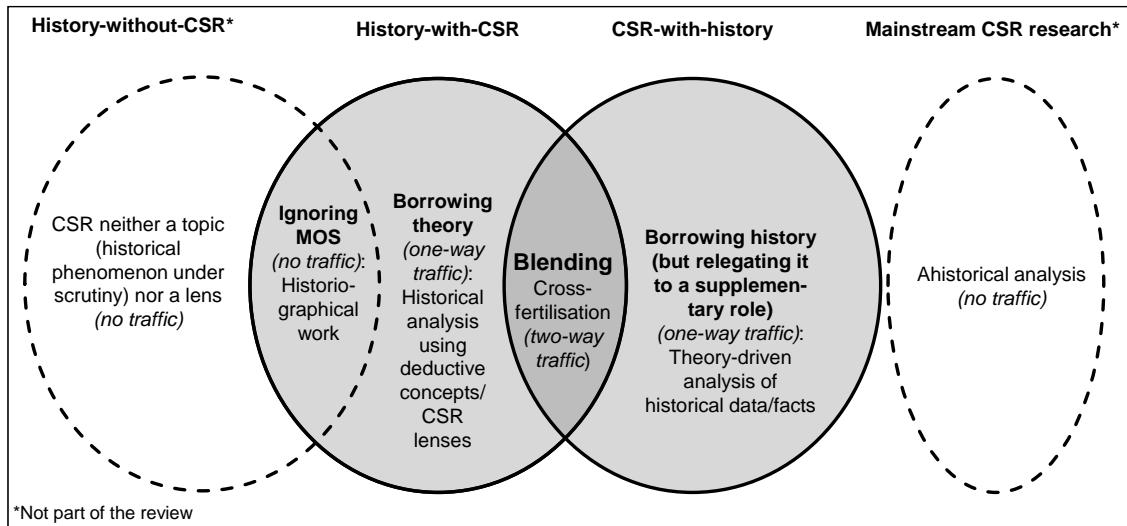 History-without-CSR*
History-with-CSR
CSR-with-history
Mainstream CSR research*
CSR neither a topic
(historical
phenomenon under
scrutiny) nor a lens
(no traffic)
Ignoring
MOS
(no traffic):
Historio-
graphical
work
Borrowing
theory
(one-way
traffic):
Historical
analysis
using
deductive
concepts/
CSR
lenses
Blending
Cross-
fertilisation
(two-way
traffic)
Borrowing history
(but relegating it
to a supplemen-
tary role)
(one-way traffic):
Theory-driven
analysis of
historical data/facts
Ahistorical analysis
(no traffic)
*Not part of the review